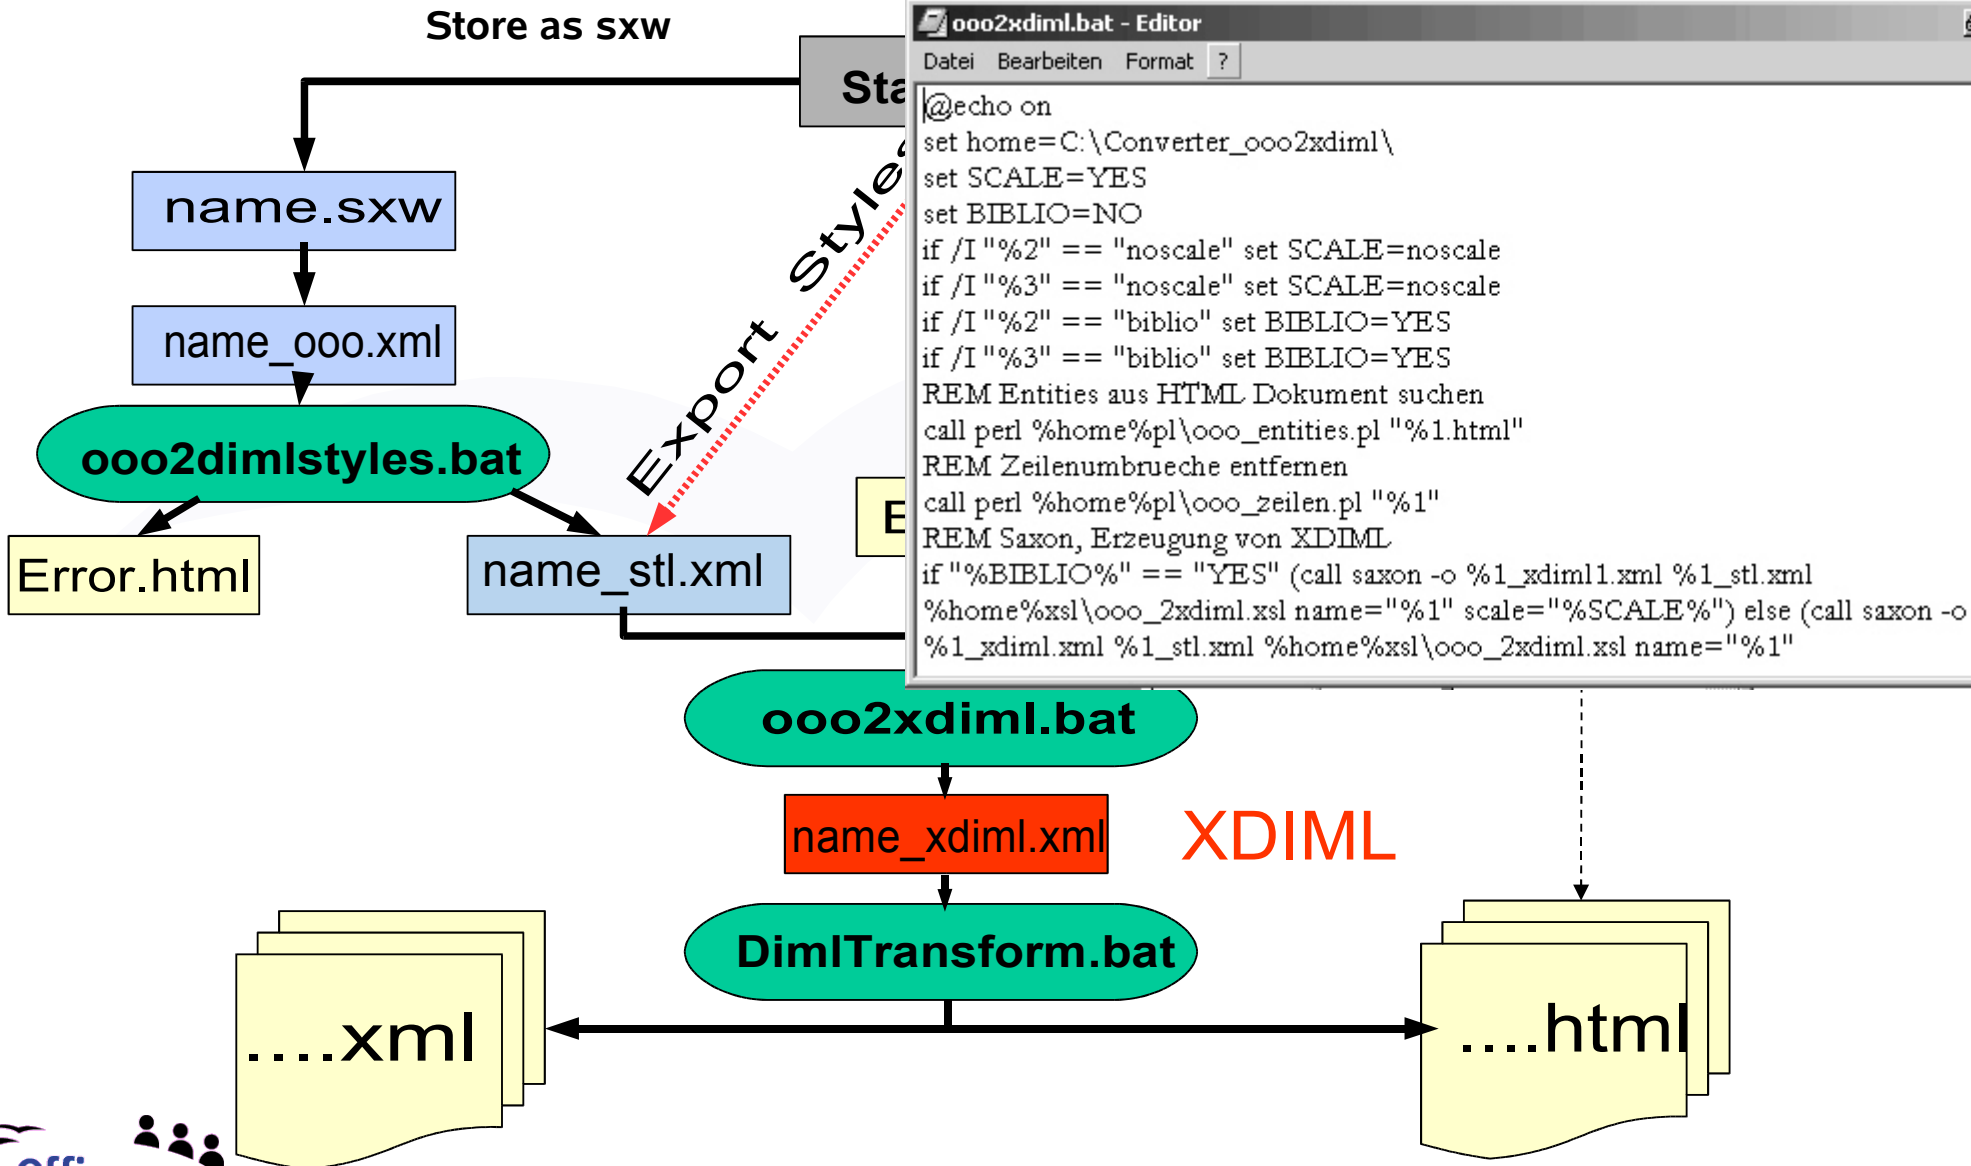 Store as sxw
ooo2xdiml.bat - Editor
Datei Bearbeiten Format ?
@echo on
set home=C:\Converter_ooo2xdiml\
set SCALE=YES
set BIBLIO=NO
if /I "%2" == "noscale" set SCALE=noscale
if /I "%3" == "noscale" set SCALE=noscale
if /I "%2" == "biblio" set BIBLIO=YES
if /I "%3" == "biblio" set BIBLIO=YES
REM Entities aus HTML Dokument suchen
call perl %home%pl\ooo_entities.pl "%1.html"
REM Zeilenumbrueche entfernen
call perl %home%pl\ooo_zeilen.pl "%1"
REM Saxon, Erzeugung von XDIML
if "%BIBLIO%" == "YES" (call saxon -o %1_xdiml1.xml %1_stl.xml
%home%xsl\ooo_2xdiml.xsl name="%1" scale="%SCALE%") else (call saxon -o
%1_xdiml.xml %1_stl.xml %home%xsl\ooo_2xdiml.xsl name="%1"
name.sxw
name_ooo.xml
Export Styles
ooo2dimlstyles.bat
Error.html
name_stl.xml
ooo2xdiml.bat
name_xdiml.xml
XDIML
DimlTransform.bat
....xml
....html